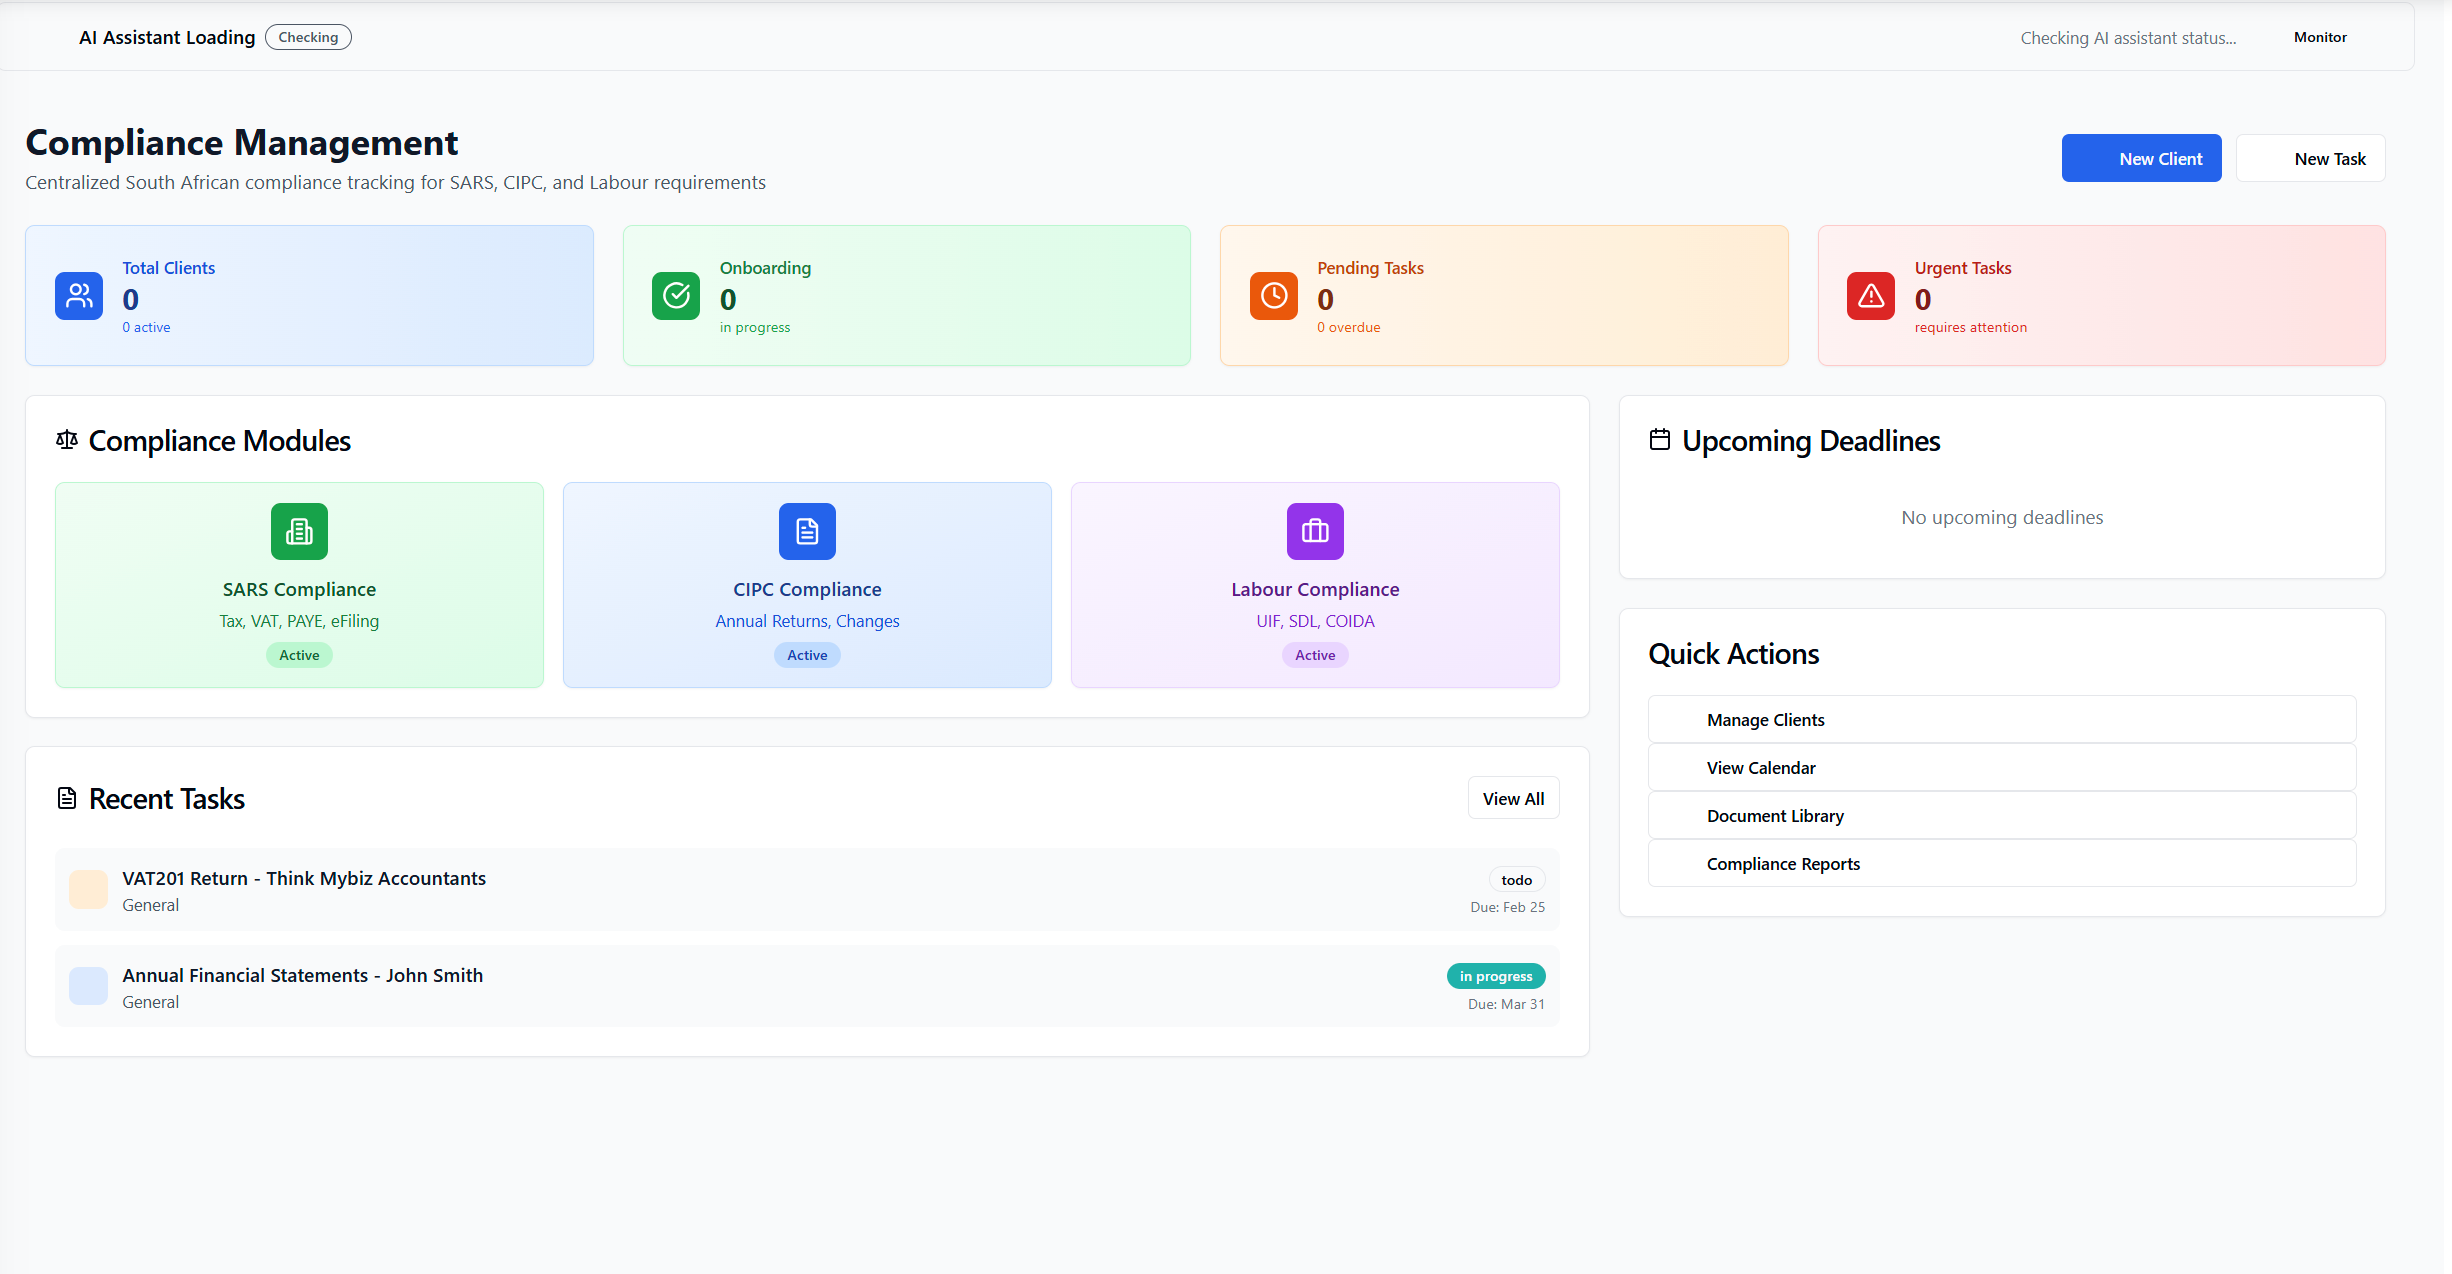 AI Assistant Loading Checking
Checking AI assistant status... Monitor
Compliance Management
Centralized South African compliance tracking for SARS, CIPC, and Labour requirements
New Client
New Task
Total Clients
0
0 active
Onboarding
0
in progress
Pending Tasks
0
0 overdue
Urgent Tasks
0
requires attention
Compliance Modules
SARS Compliance
Tax, VAT, PAYE, eFiling
Active
CIPC Compliance
Annual Returns, Changes
Active
Labour Compliance
UIF, SDL, COIDA
Active
Upcoming Deadlines
No upcoming deadlines
Quick Actions
Manage Clients
View Calendar
Document Library
Compliance Reports
Recent Tasks
View All
VAT201 Return - Think Mybiz Accountants
General
todo
Due: Feb 25
Annual Financial Statements - John Smith
General
in progress
Due: Mar 31